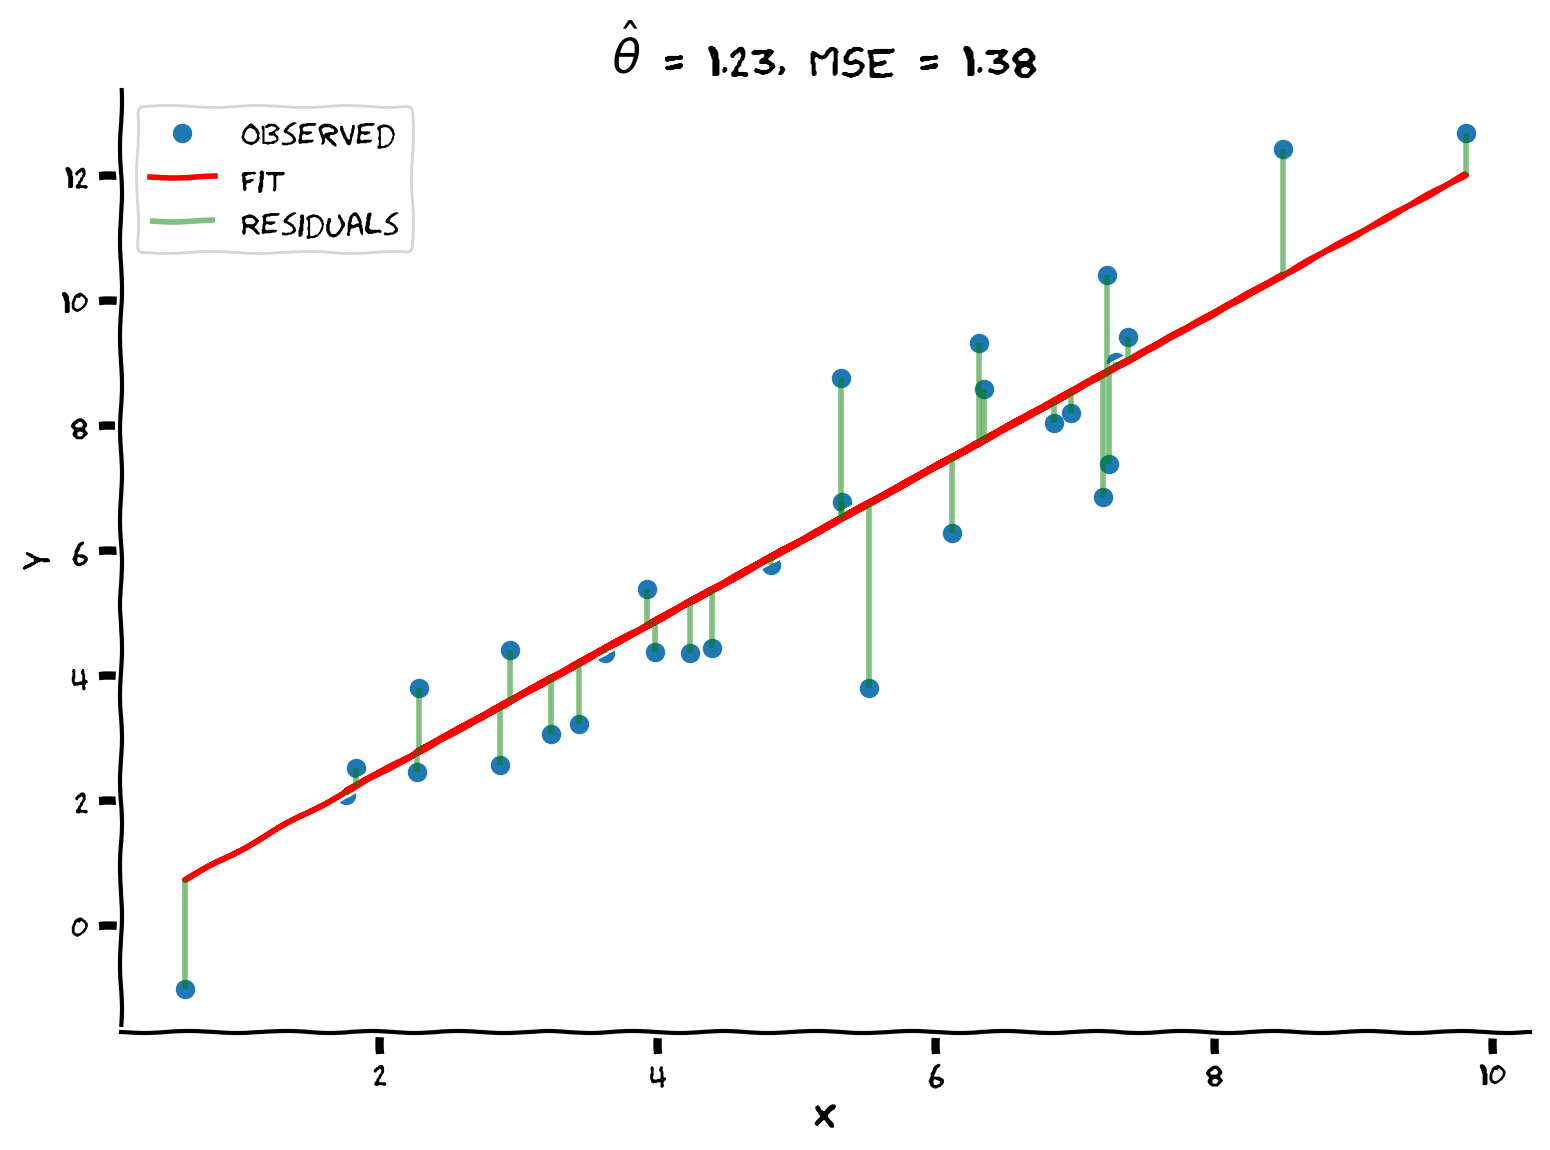 θ̂ = 1.23, MSE = 1.38
OBSERVED
FIT
RESIDUALS
12
10
8
6
4
2
0
Y
2 4 6 8 10
X